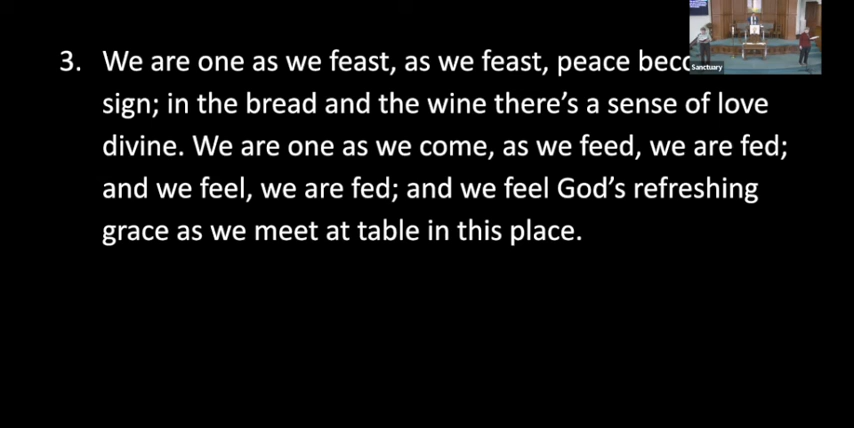 3. We are one as we feast, as we feast, peace
sign; in the bread and the wine there's a sense of love
divine. We are one as we come, as we feed, we are fed;
and we feel, we are fed; and we feel God's refreshing
grace as we meet at table in this place.
Sanctuary